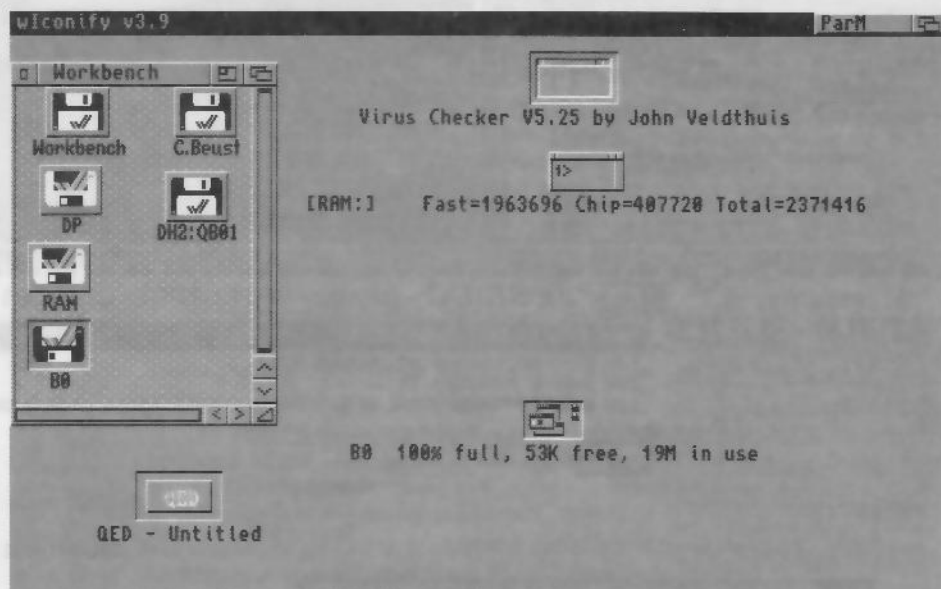 wIconify v3.9
ParM
Workbench
Workbench
C.Beust
DP
DH2:QB01
RAM
B0
Virus Checker V5.25 by John Veldthuis
1>
[RAM:] Fast=1963696 Chip=407720 Total=2371416
B0 100% full, 53K free, 19M in use
QED
QED - Untitled